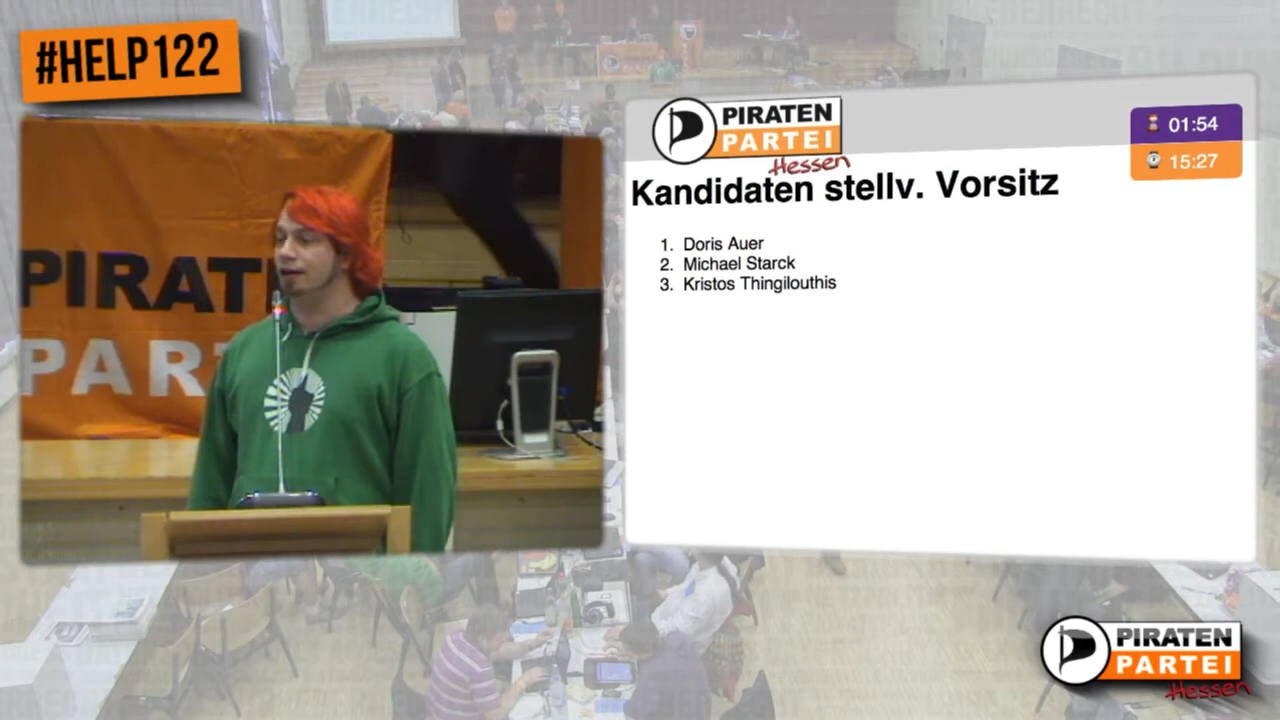 #HELP122
PIRATEN
PARTEI
Hessen
01:54
15:27
Kandidaten stellv. Vorsitz
1. Doris Auer
2. Michael Starck
3. Kristos Thingilouthis
PIRAT
PAR
PIRATEN
PARTEI
Hessen